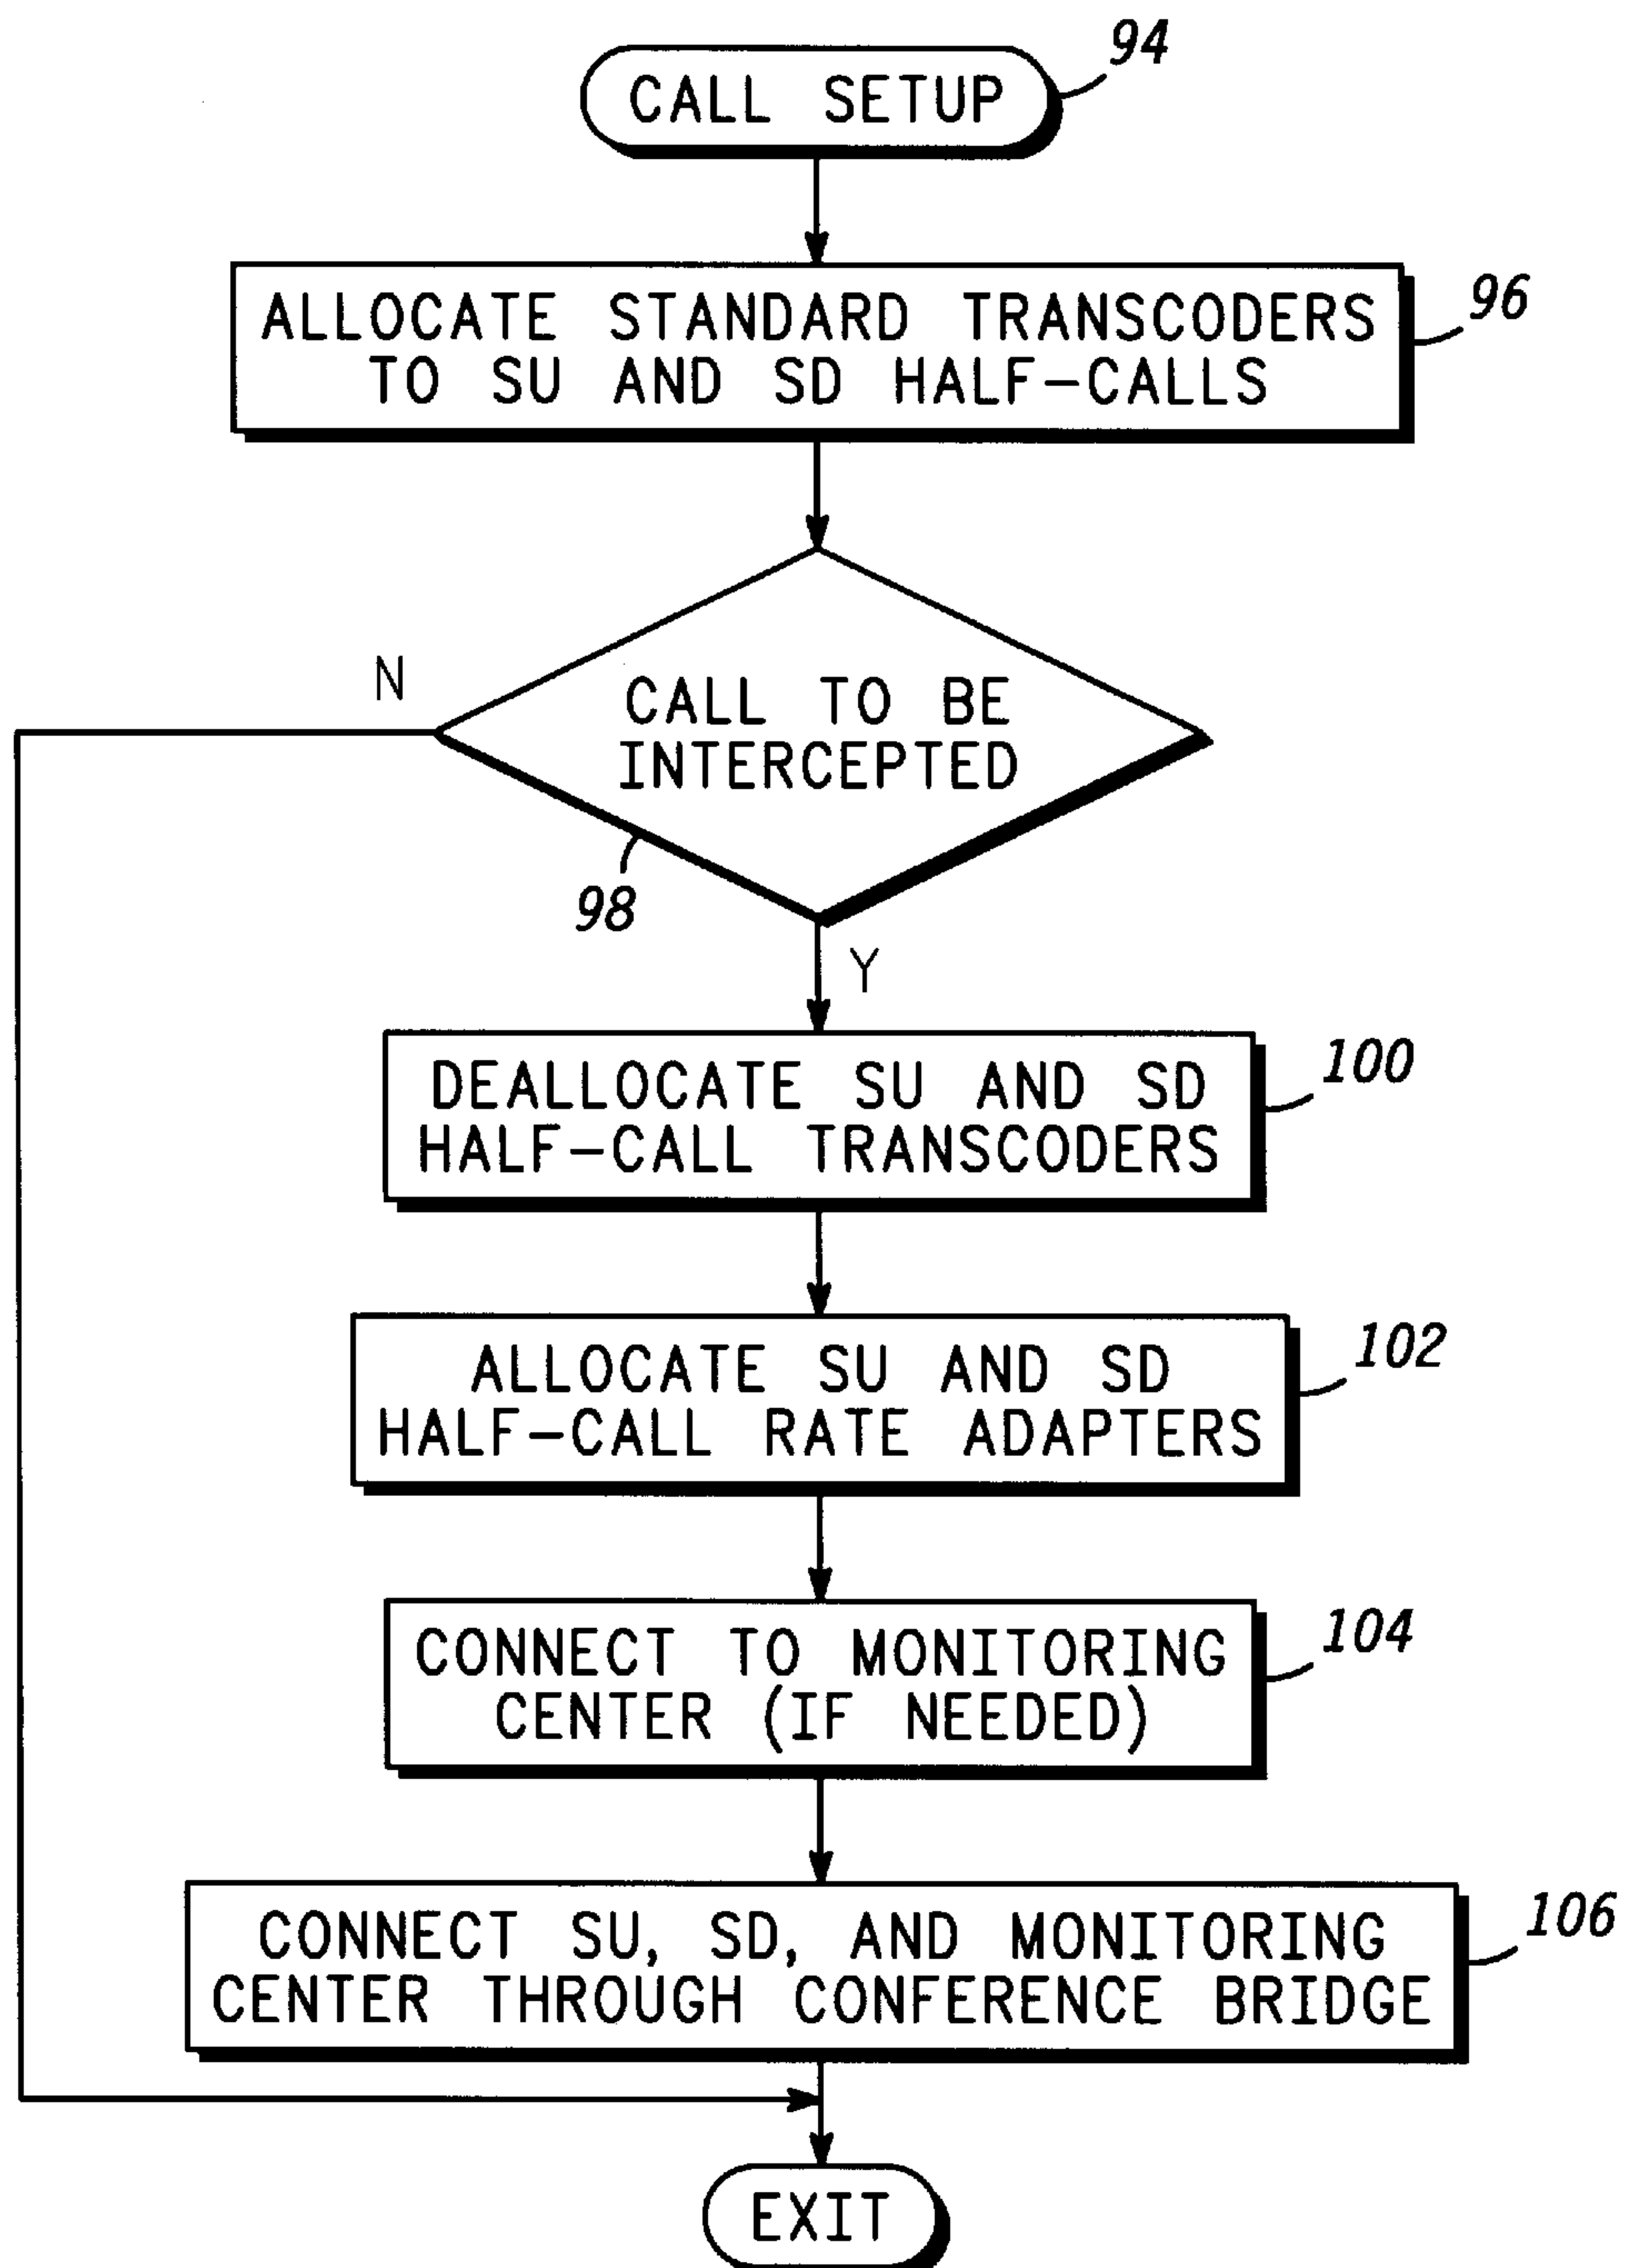 94
CALL SETUP
96
ALLOCATE STANDARD TRANSCODERS
TO SU AND SD HALF-CALLS
N
CALL TO BE
INTERCEPTED
98
Y
100
DEALLOCATE SU AND SD
HALF-CALL TRANSCODERS
102
ALLOCATE SU AND SD
HALF-CALL RATE ADAPTERS
104
CONNECT TO MONITORING
CENTER (IF NEEDED)
106
CONNECT SU, SD, AND MONITORING
CENTER THROUGH CONFERENCE BRIDGE
EXIT